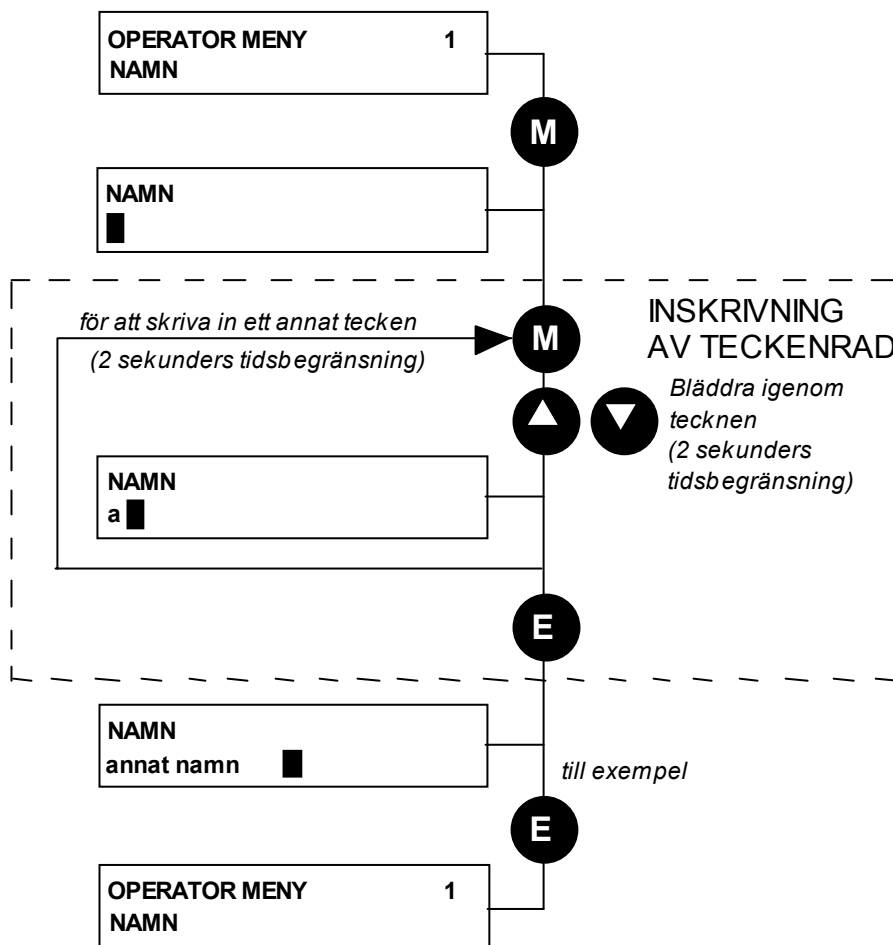 OPERATOR MENY 1
NAMN
M
NAMN
för att skriva in ett annat tecken
(2 sekunders tidsbegränsning)
M
INSKRIVNING
AV TECKENRAD
Bläddra igenom
tecknen
(2 sekunders
tidsbegränsning)
NAMN
a
E
NAMN
annat namn
till exempel
E
OPERATOR MENY 1
NAMN